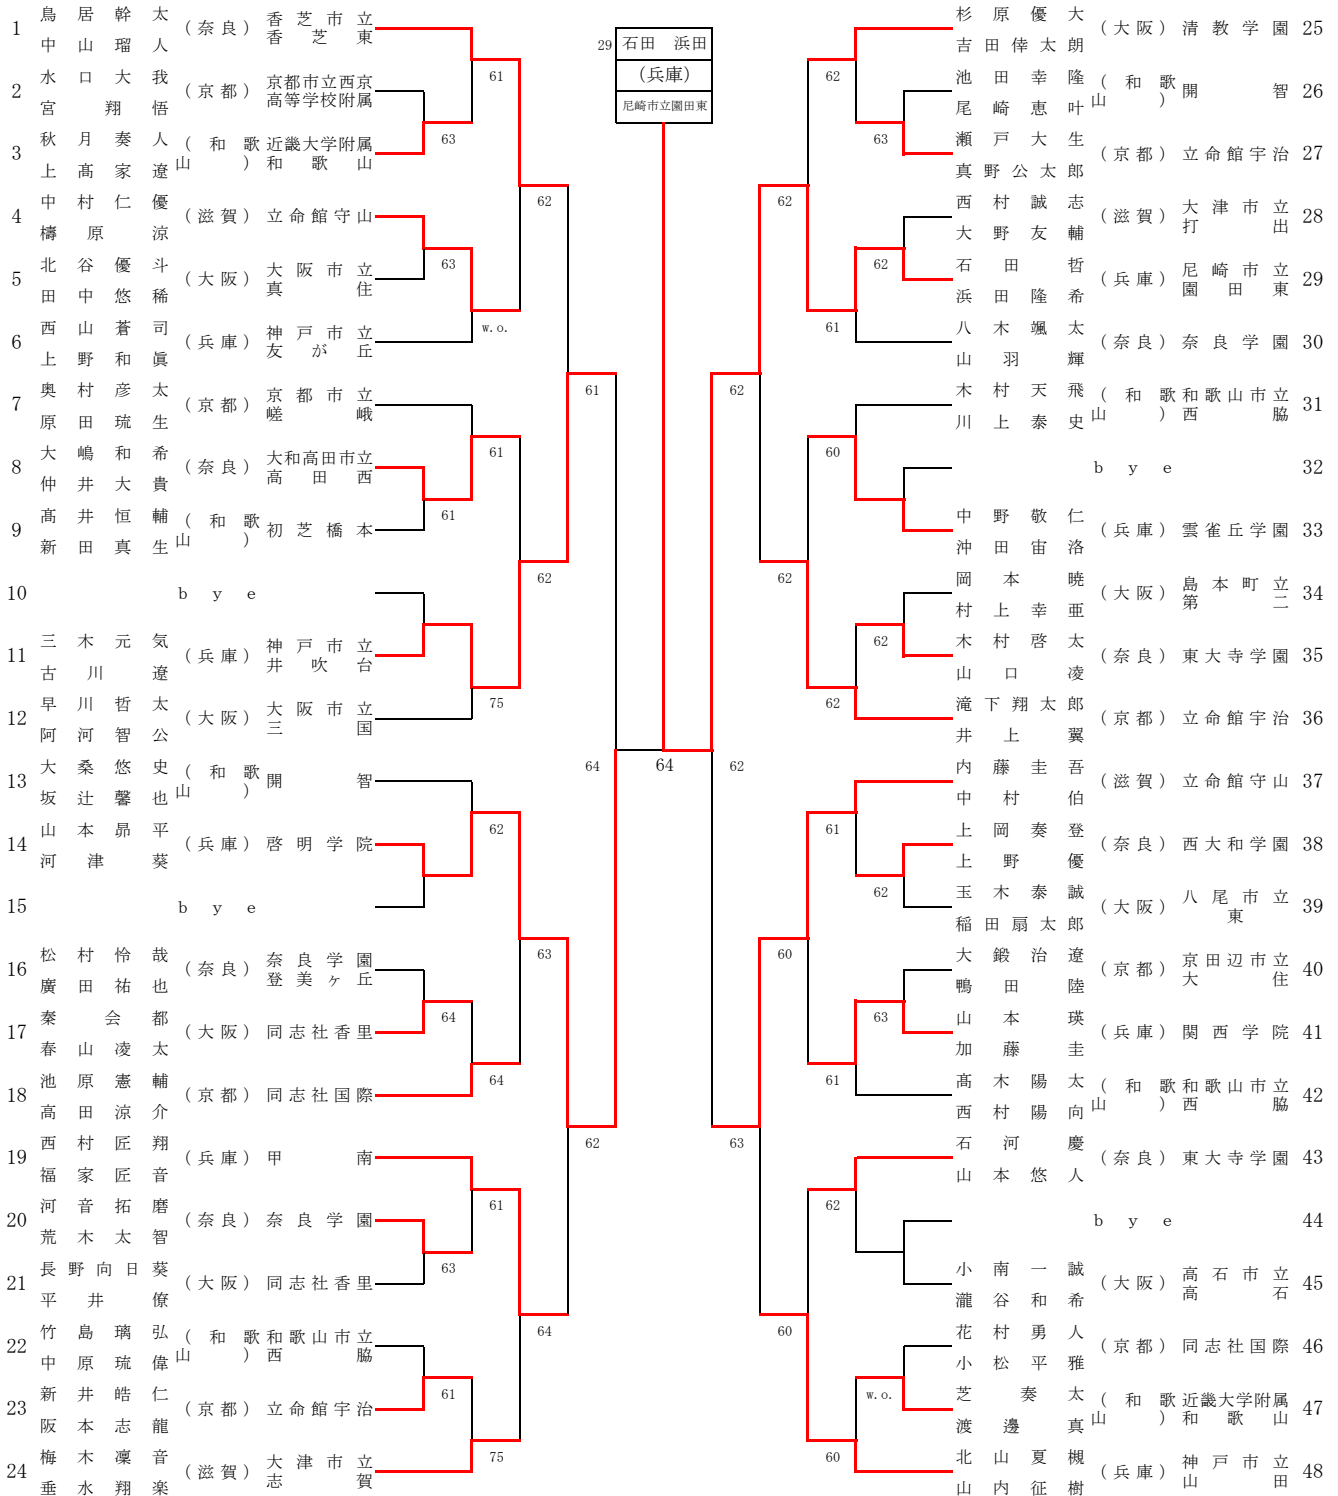 29 石田 浜田
(兵庫)
尼崎市立園田東
1 鳥居幹太 中山瑠人 (奈良) 香芝市立香芝東
61
2 水口大我 宮翔悟 (京都) 京都市立西京高等学校附属
63
3 秋月奏人 上髙家遼 (和歌山) 近畿大学附属和歌山
62
4 中村仁優 檮原涼 (滋賀) 立命館守山
63
5 北谷優斗 田中悠稀 (大阪) 大阪市立真住
w.o.
6 西山蒼司 上野和眞 (兵庫) 神戸市立友が丘
61
7 奥村彦太 原田琉生 (京都) 京都市立嵯峨
61
8 大嶋和希 仲井大貴 (奈良) 大和高田市立高田西
61
9 髙井恒輔 新田真生 (和歌山) 初芝橋本
62
10 bye
11 三木元気 古川遼 (兵庫) 神戸市立井吹台
75
12 早川哲太 阿河智公 (大阪) 大阪市立三国
64
64
13 大桑悠史 坂辻馨也 (和歌山) 開智
62
14 山本昴平 河津葵 (兵庫) 啓明学院
15 bye
63
16 松村怜哉 廣田祐也 (奈良) 奈良学園登美ヶ丘
64
17 秦会都 春山凌太 (大阪) 同志社香里
64
18 池原憲輔 高田涼介 (京都) 同志社国際
62
19 西村匠翔 福家匠音 (兵庫) 甲南
61
20 河音拓磨 荒木太智 (奈良) 奈良学園
63
21 長野向日葵 平井僚 (大阪) 同志社香里
64
22 竹島璃弘 中原琉偉 (和歌山) 和歌山市立西脇
61
23 新井皓仁 阪本志龍 (京都) 立命館宇治
75
24 梅木凜音 垂水翔楽 (滋賀) 大津市立志賀
杉原優大 吉田倖太朗 (大阪) 清教学園 25
62
池田幸隆 尾崎恵叶 (和歌山) 開智 26
63
瀬戸大生 真野公太郎 (京都) 立命館宇治 27
62
西村誠志 大野友輔 (滋賀) 大津市立打出 28
62
石田哲 浜田隆希 (兵庫) 尼崎市立園田東 29
61
八木颯太 山羽輝 (奈良) 奈良学園 30
62
木村天飛 川上泰史 (和歌山) 和歌山市立西脇 31
60
bye 32
中野敬仁 沖田宙洛 (兵庫) 雲雀丘学園 33
62
岡本暁 村上幸亜 (大阪) 島本町立第二 34
62
木村啓太 山口凌 (奈良) 東大寺学園 35
62
滝下翔太郎 井上翼 (京都) 立命館宇治 36
62
内藤圭吾 中村伯 (滋賀) 立命館守山 37
61
上岡奏登 上野優 (奈良) 西大和学園 38
62
玉木泰誠 稲田扇太郎 (大阪) 八尾市立東 39
60
大鍛治遼 鴨田陸 (京都) 京田辺市立大住 40
63
山本瑛 加藤圭 (兵庫) 関西学院 41
61
髙木陽太 西村陽向 (和歌山) 和歌山市立西脇 42
63
石河慶 山本悠人 (奈良) 東大寺学園 43
62
bye 44
小南一誠 瀧谷和希 (大阪) 高石市立高石 45
60
花村勇人 小松平雅 (京都) 同志社国際 46
w.o.
芝奏太 渡邊真 (和歌山) 近畿大学附属和歌山 47
60
北山夏槻 山内征樹 (兵庫) 神戸市立山田 48